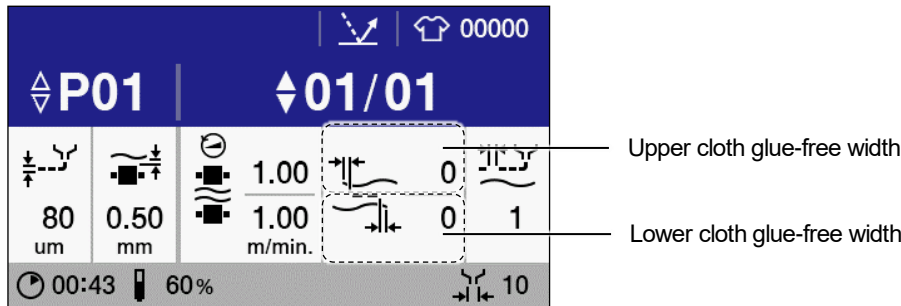 00000
P01 01/01
Upper cloth glue-free width
1.00 0
80 0.50 1.00 0 1
um mm m/min.
Lower cloth glue-free width
00:43 60% 10